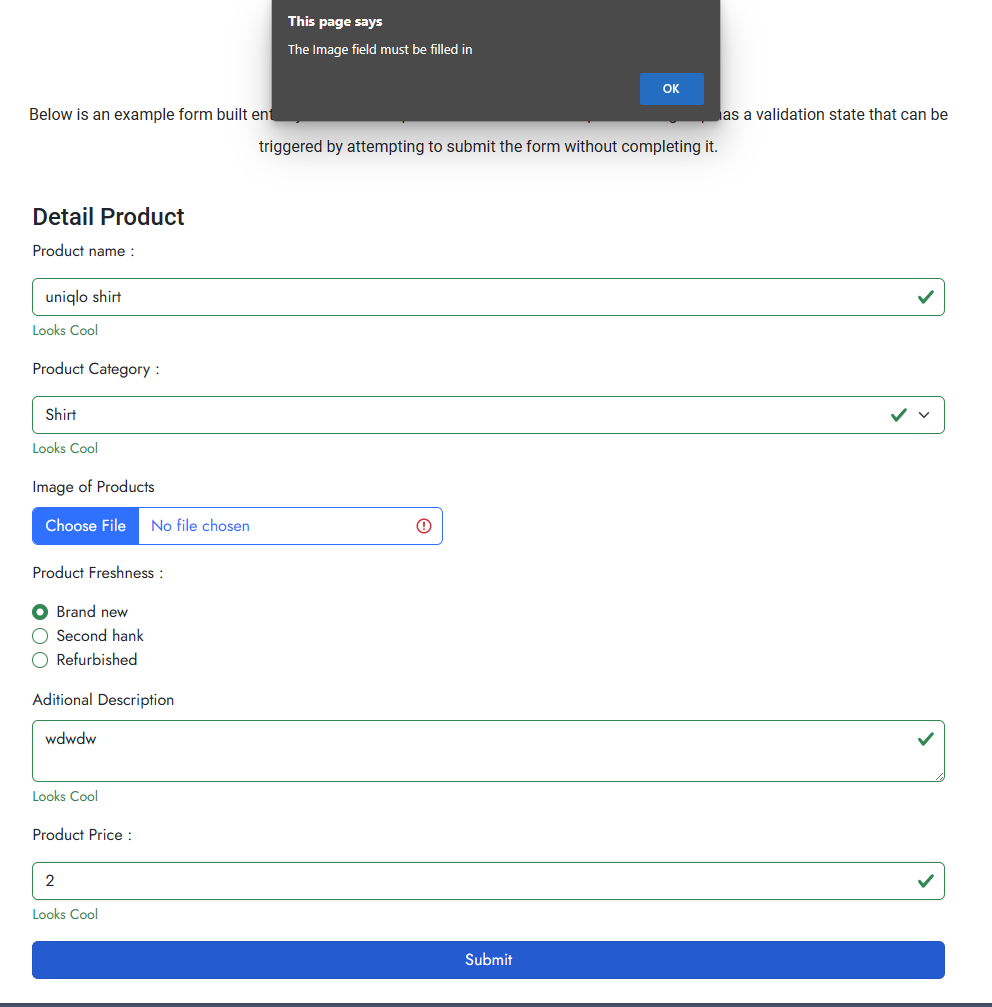 This page says
The Image field must be filled in
OK
Below is an example form built has a validation state that can be
triggered by attempting to submit the form without completing it.
Detail Product
Product name :
uniqlo shirt
Looks Cool
Product Category :
Shirt
Looks Cool
Image of Products
Choose File No file chosen
Product Freshness :
Brand new
Second hank
Refurbished
Aditional Description
wdwdw
Looks Cool
Product Price :
2
Looks Cool
Submit